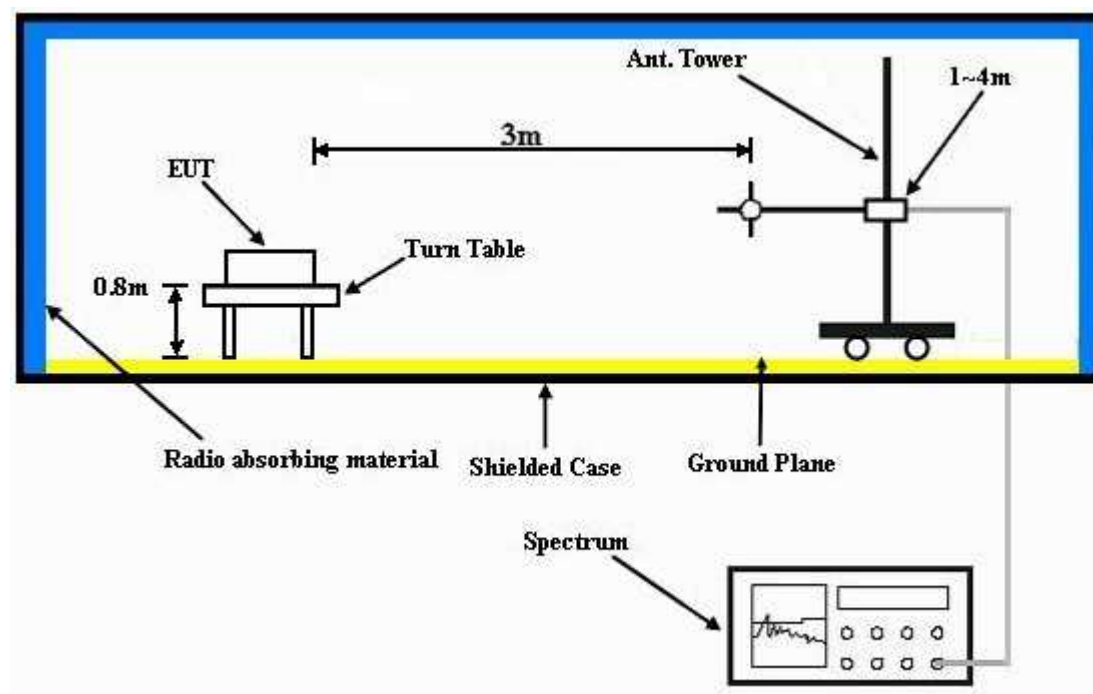 Ant. Tower
1~4m
3m
EUT
Turn Table
0.8m
Radio absorbing material
Shielded Case
Ground Plane
Spectrum